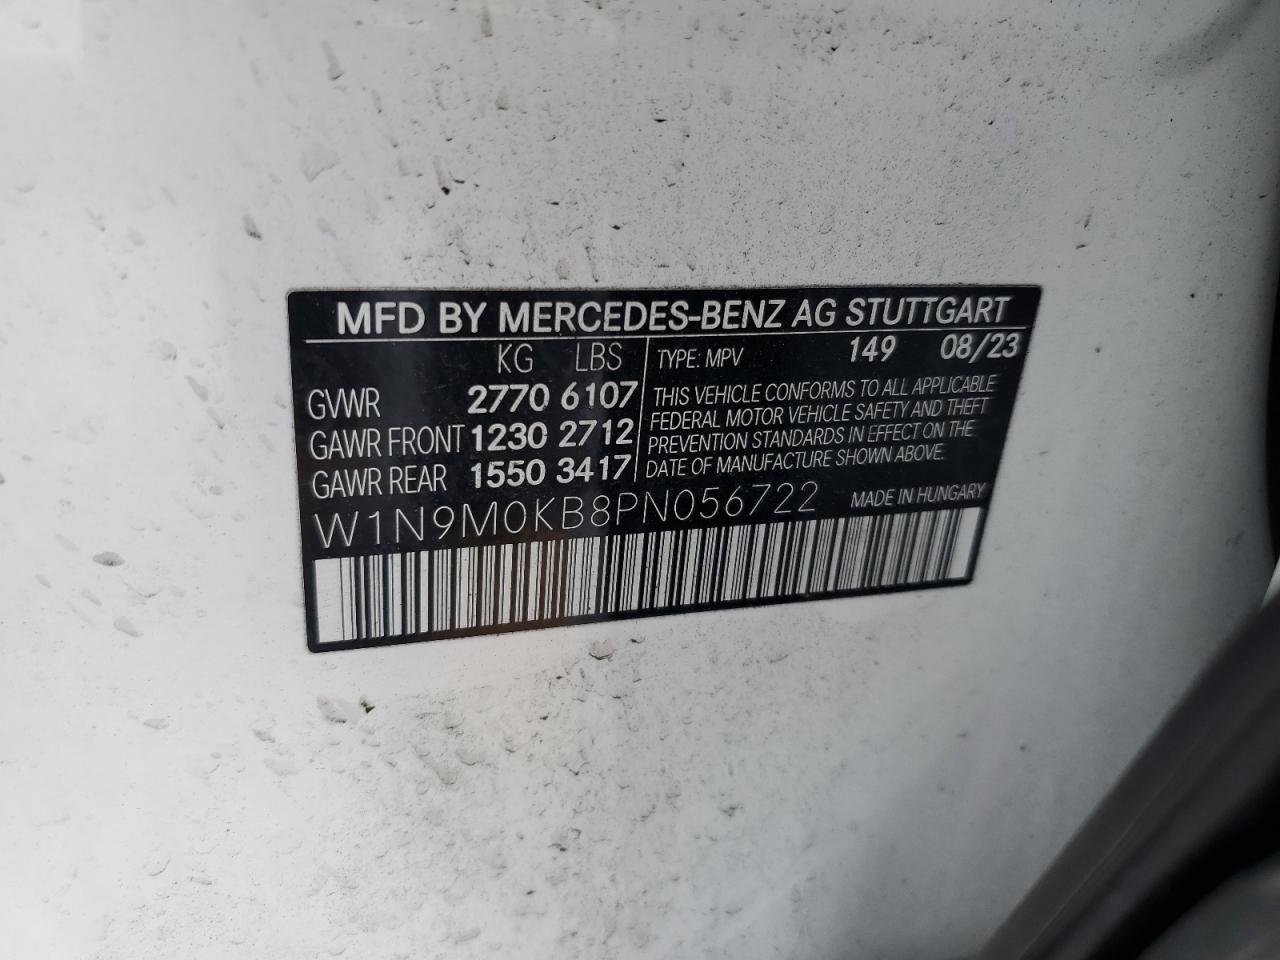 MFD BY MERCEDES-BENZ AG STUTTGART
KG LBS TYPE: MPV 149 08/23
GVWR 2770 6107 THIS VEHICLE CONFORMS TO ALL APPLICABLE
GAWR FRONT 1230 2712 FEDERAL MOTOR VEHICLE SAFETY AND THEFT
GAWR REAR 1550 3417 PREVENTION STANDARDS IN EFFECT ON THE
DATE OF MANUFACTURE SHOWN ABOVE.
W1N9M0KB8PN056722 MADE IN HUNGARY